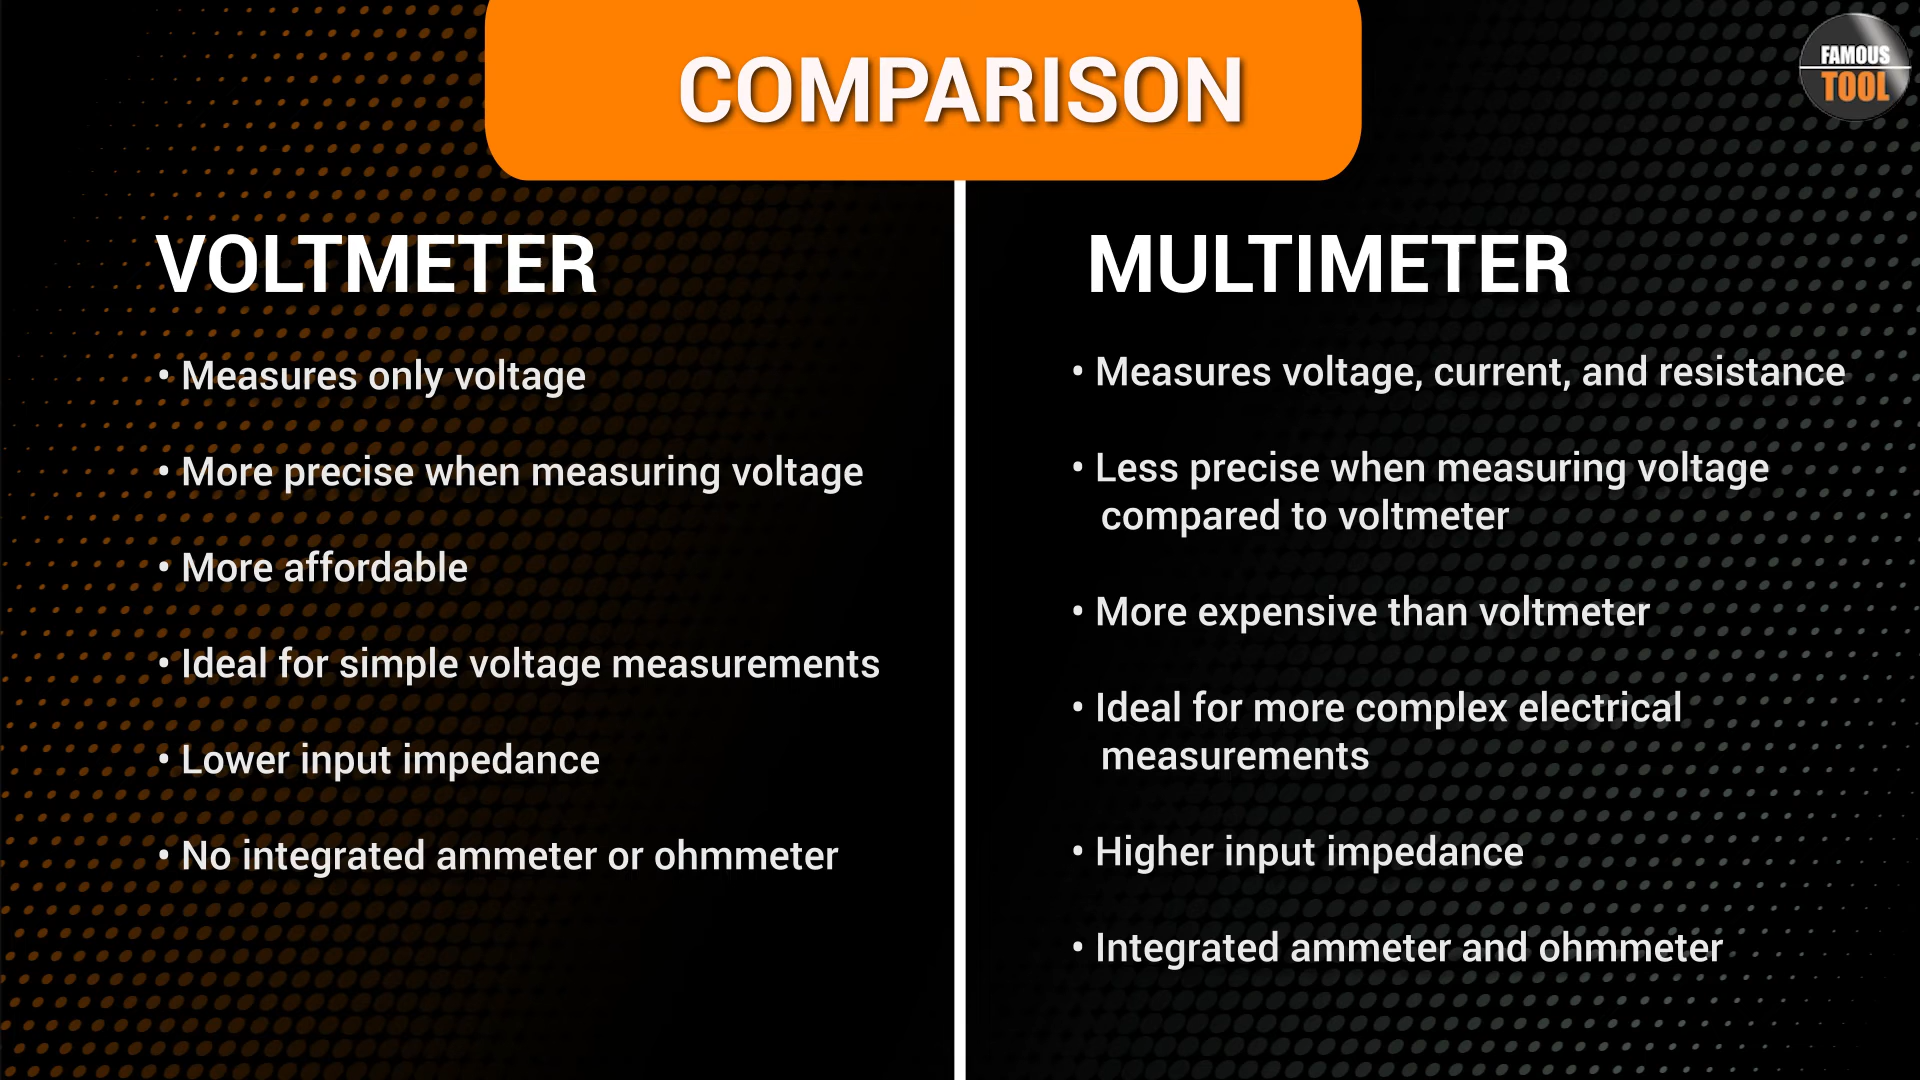 COMPARISON
FAMOUS
TOOL
VOLTMETER
• Measures only voltage
• More precise when measuring voltage
• More affordable
• Ideal for simple voltage measurements
• Lower input impedance
• No integrated ammeter or ohmmeter
MULTIMETER
• Measures voltage, current, and resistance
• Less precise when measuring voltage
compared to voltmeter
• More expensive than voltmeter
• Ideal for more complex electrical
measurements
• Higher input impedance
• Integrated ammeter and ohmmeter